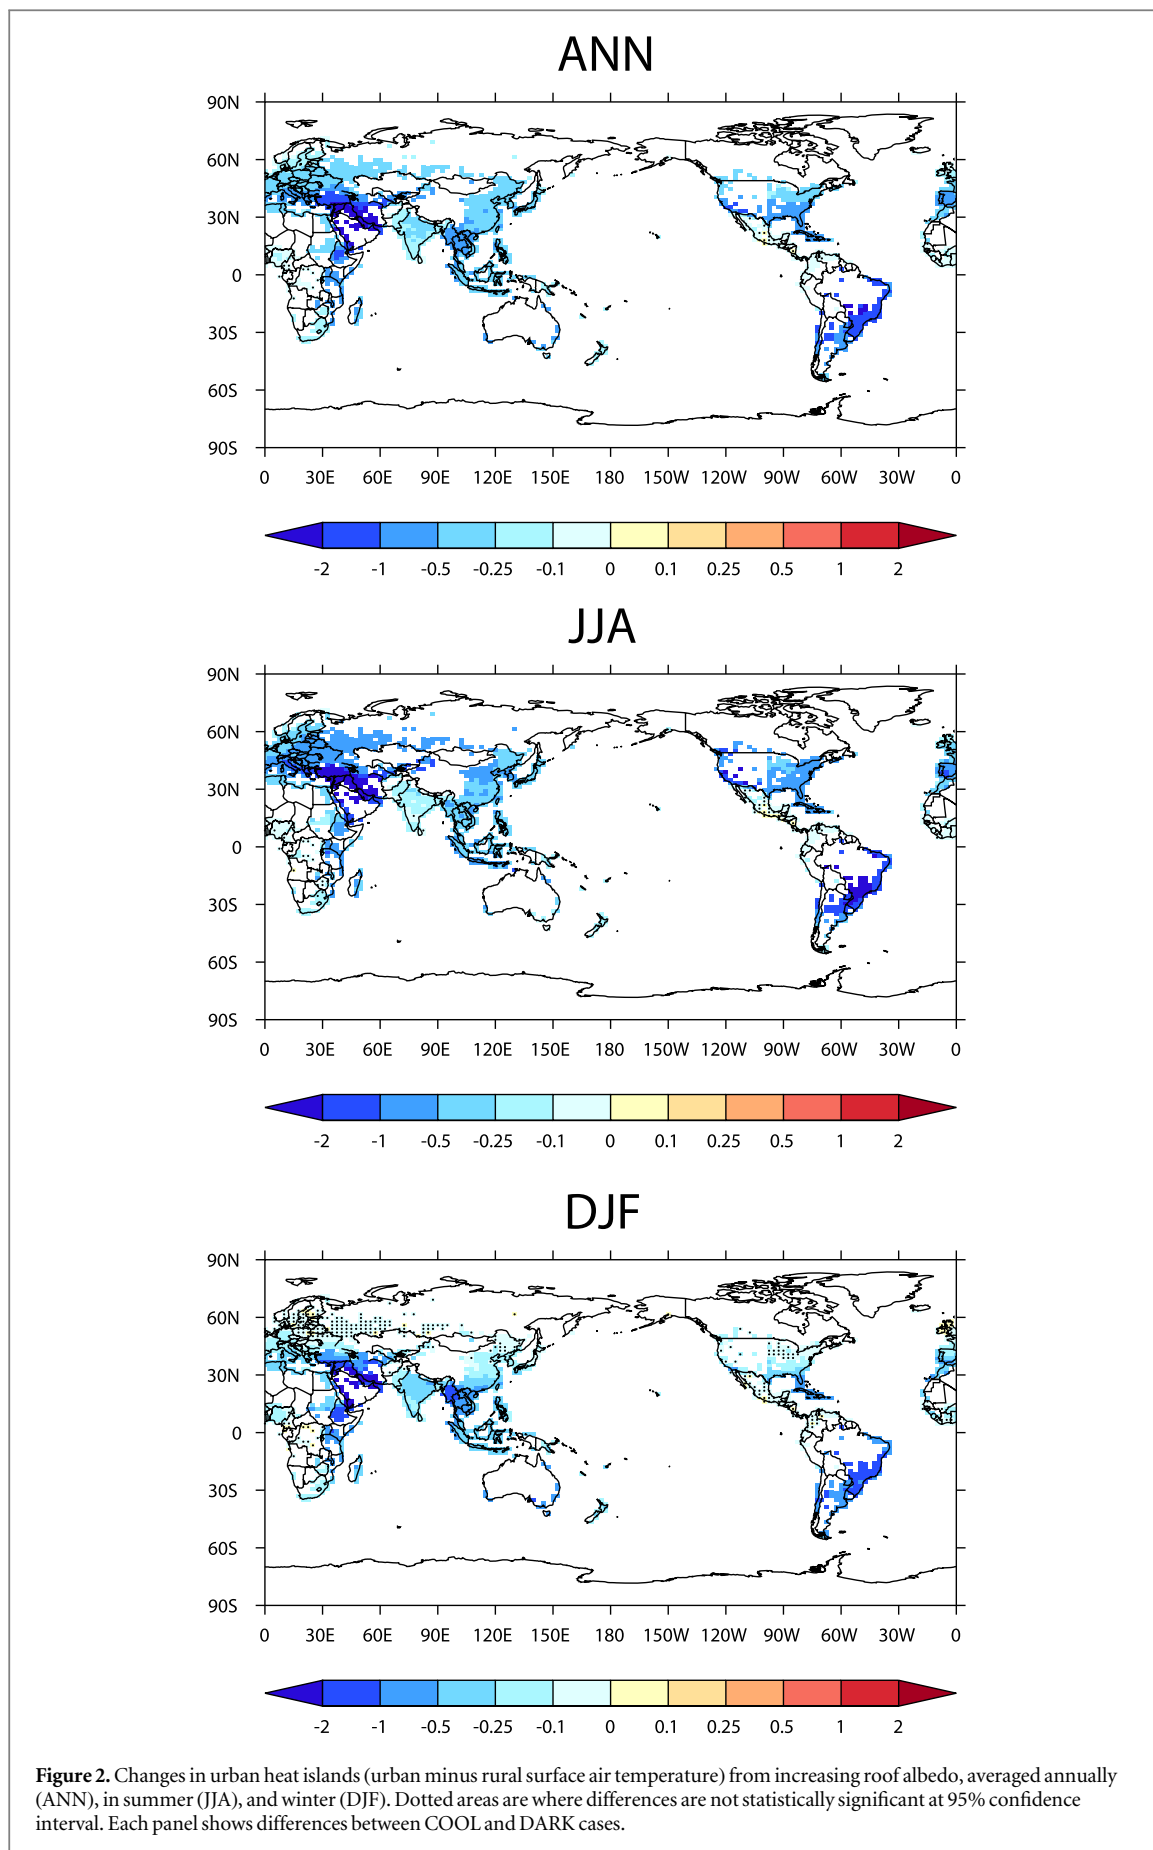 ANN
90N
60N
30N
0
30S
60S
90S
0 30E 60E 90E 120E 150E 180 150W 120W 90W 60W 30W 0
-2 -1 -0.5 -0.25 -0.1 0 0.1 0.25 0.5 1 2
JJA
90N
60N
30N
0
30S
60S
90S
0 30E 60E 90E 120E 150E 180 150W 120W 90W 60W 30W 0
-2 -1 -0.5 -0.25 -0.1 0 0.1 0.25 0.5 1 2
DJF
90N
60N
30N
0
30S
60S
90S
0 30E 60E 90E 120E 150E 180 150W 120W 90W 60W 30W 0
-2 -1 -0.5 -0.25 -0.1 0 0.1 0.25 0.5 1 2
Figure 2. Changes in urban heat islands (urban minus rural surface air temperature) from increasing roof albedo, averaged annually
(ANN), in summer (JJA), and winter (DJF). Dotted areas are where differences are not statistically significant at 95% confidence
interval. Each panel shows differences between COOL and DARK cases.